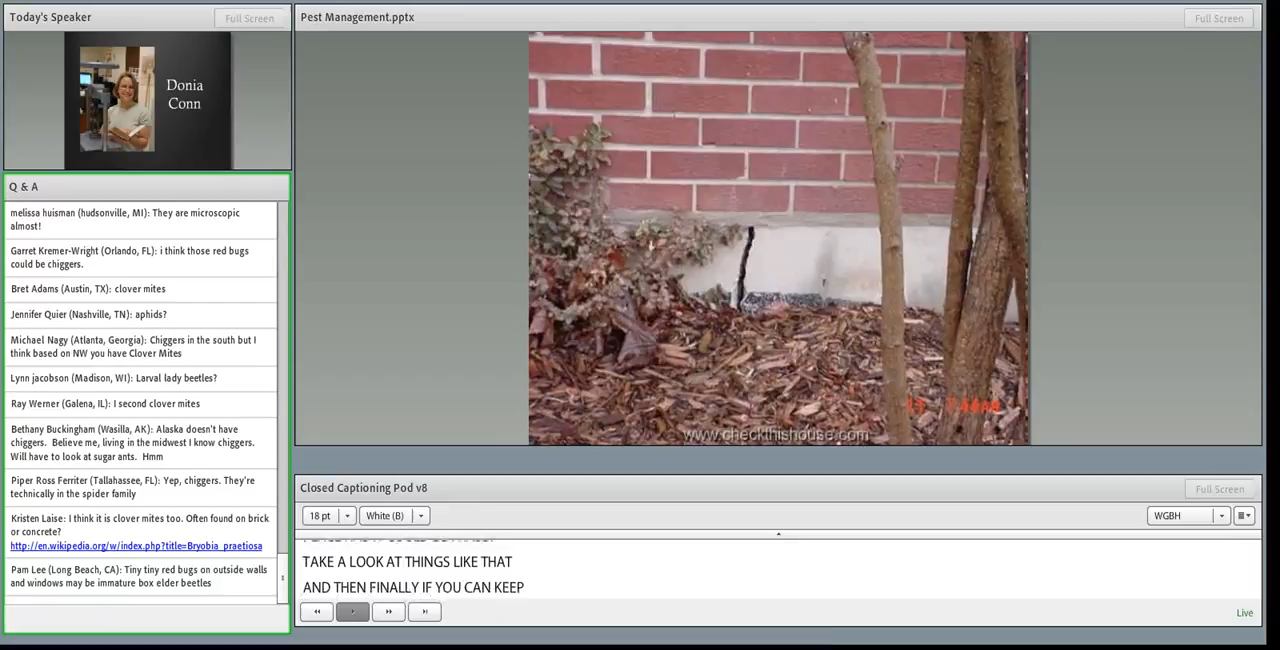 Today's Speaker
Full Screen
Donia
Conn
Q & A
melissa huisman (hudsonville, MI): They are microscopic
almost!
Garret Kremer-Wright (Orlando, FL): i think those red bugs
could be chiggers.
Bret Adams (Austin, TX): clover mites
Jennifer Quier (Nashville, TN): aphids?
Michael Nagy (Atlanta, Georgia): Chiggers in the south but I
think based on NW you have Clover Mites
Lynn jacobson (Madison, WI): Larval lady beetles?
Ray Werner (Galena, IL): I second clover mites
Bethany Buckingham (Wasilla, AK): Alaska doesn't have
chiggers. Believe me, living in the midwest I know chiggers.
Will have to look at sugar ants. Hmm
Piper Ross Ferriter (Tallahassee, FL): Yep, chiggers. They're
technically in the spider family
Kristen Laise: I think it is clover mites too. Often found on brick
or concrete?
http://en.wikipedia.org/w/index.php?title=Bryobia_praetiosa
Pam Lee (Long Beach, CA): Tiny tiny red bugs on outside walls
and windows may be immature box elder beetles
Pest Management.pptx
Full Screen
www.checkthishouse.com
Closed Captioning Pod v8
Full Screen
18 pt
White (B)
WGBH
TAKE A LOOK AT THINGS LIKE THAT
AND THEN FINALLY IF YOU CAN KEEP
Live